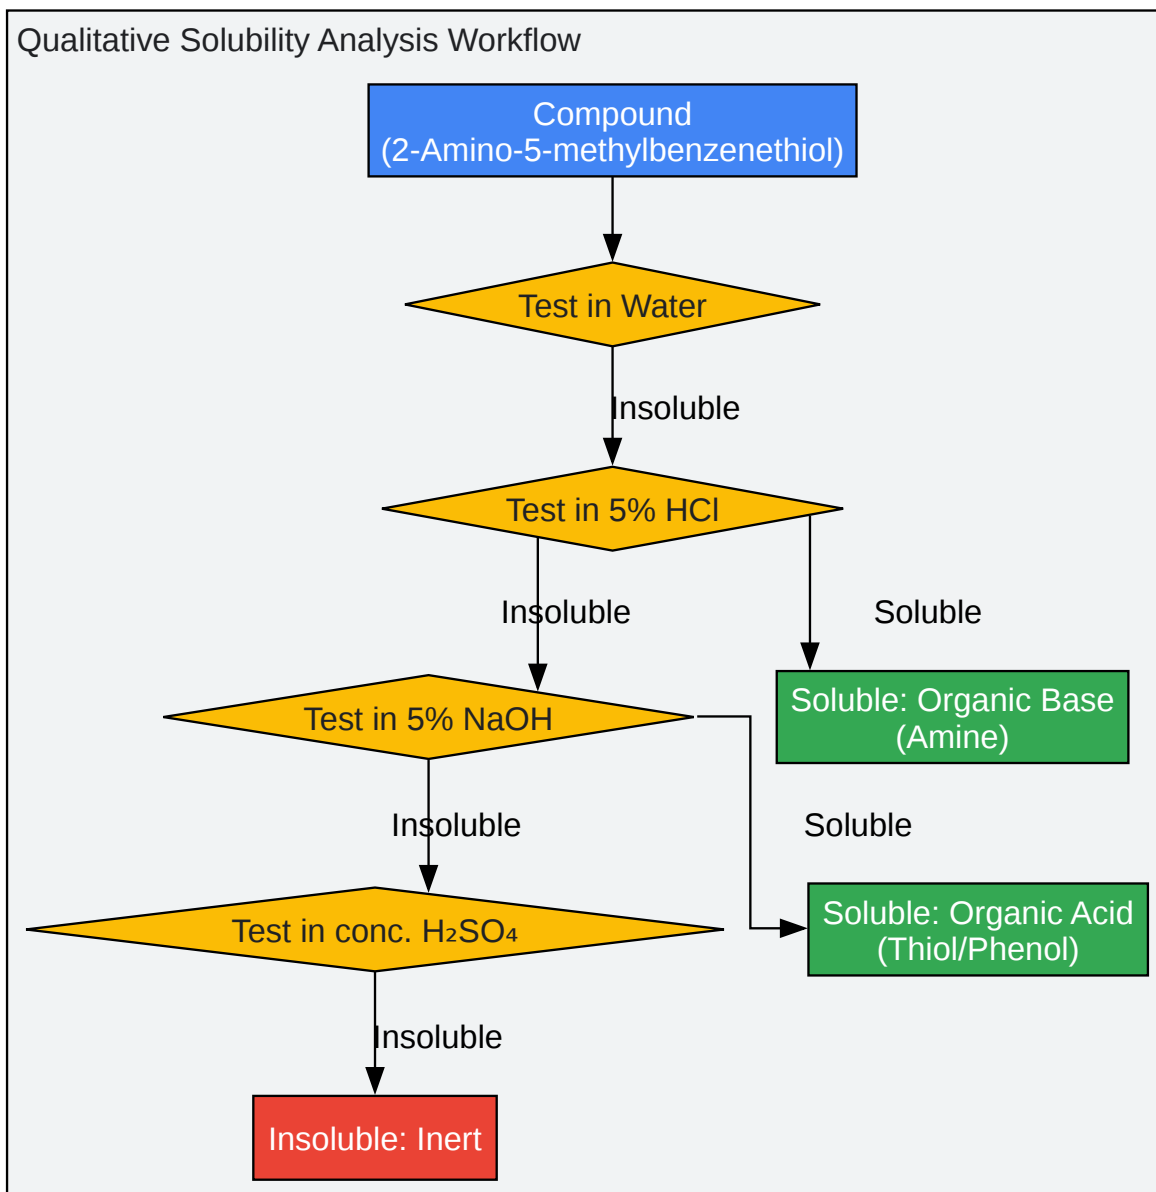 Qualitative Solubility Analysis Workflow
Compound
(2-Amino-5-methylbenzenethiol)
Test in Water
Insoluble
Test in 5% HCl
Insoluble
Soluble
Soluble: Organic Base
(Amine)
Test in 5% NaOH
Insoluble
Soluble
Soluble: Organic Acid
(Thiol/Phenol)
Test in conc. H₂SO₄
Insoluble
Insoluble: Inert